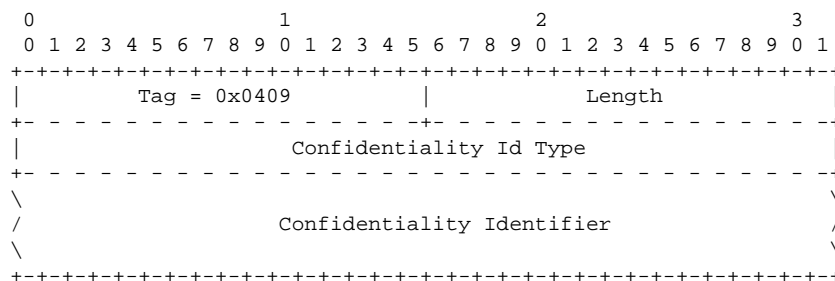 0                   1                   2                   3
 0 1 2 3 4 5 6 7 8 9 0 1 2 3 4 5 6 7 8 9 0 1 2 3 4 5 6 7 8 9 0 1
+-+-+-+-+-+-+-+-+-+-+-+-+-+-+-+-+-+-+-+-+-+-+-+-+-+-+-+-+-+-+-+-+
|         Tag = 0x0409          |            Length             |
+- - - - - - - - - - - - - - - -+- - - - - - - - - - - - - - - -+
|                     Confidentiality Id Type                   |
+- - - - - - - - - - - - - - - - - - - - - - - - - - - - - - - -+
\                                                               \
/                    Confidentiality Identifier                 /
\                                                               \
+-+-+-+-+-+-+-+-+-+-+-+-+-+-+-+-+-+-+-+-+-+-+-+-+-+-+-+-+-+-+-+-+